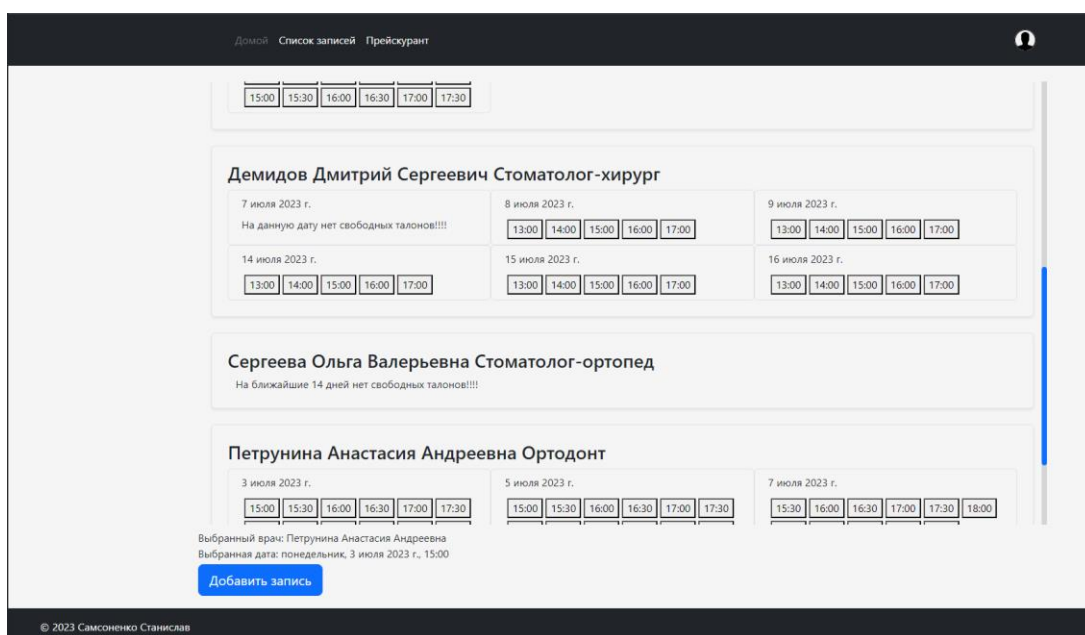 Домой Список записей Прейскурант
15:00 15:30 16:00 16:30 17:00 17:30
Демидов Дмитрий Сергеевич Стоматолог-хирург
7 июля 2023 г. 8 июля 2023 г. 9 июля 2023 г.
На данную дату нет свободных талонов!!!! 13:00 14:00 15:00 16:00 17:00 13:00 14:00 15:00 16:00 17:00
14 июля 2023 г. 15 июля 2023 г. 16 июля 2023 г.
13:00 14:00 15:00 16:00 17:00 13:00 14:00 15:00 16:00 17:00 13:00 14:00 15:00 16:00 17:00
Сергеева Ольга Валерьевна Стоматолог-ортопед
На ближайшие 14 дней нет свободных талонов!!!!
Петрунина Анастасия Андреевна Ортодонт
3 июля 2023 г. 5 июля 2023 г. 7 июля 2023 г.
15:00 15:30 16:00 16:30 17:00 17:30 15:00 15:30 16:00 16:30 17:00 17:30 15:30 16:00 16:30 17:00 17:30 18:00
Выбранный врач: Петрунина Анастасия Андреевна
Выбранная дата: понедельник, 3 июля 2023 г., 15:00
Добавить запись
© 2023 Самсоненко Станислав